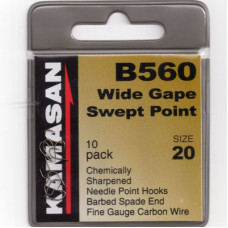 KAMASAN
B560
Wide Gape
Swept Point
10
pack
SIZE
20
Chemically
Sharpened
Needle Point Hooks
Barbed Spade End
Fine Gauge Carbon Wire